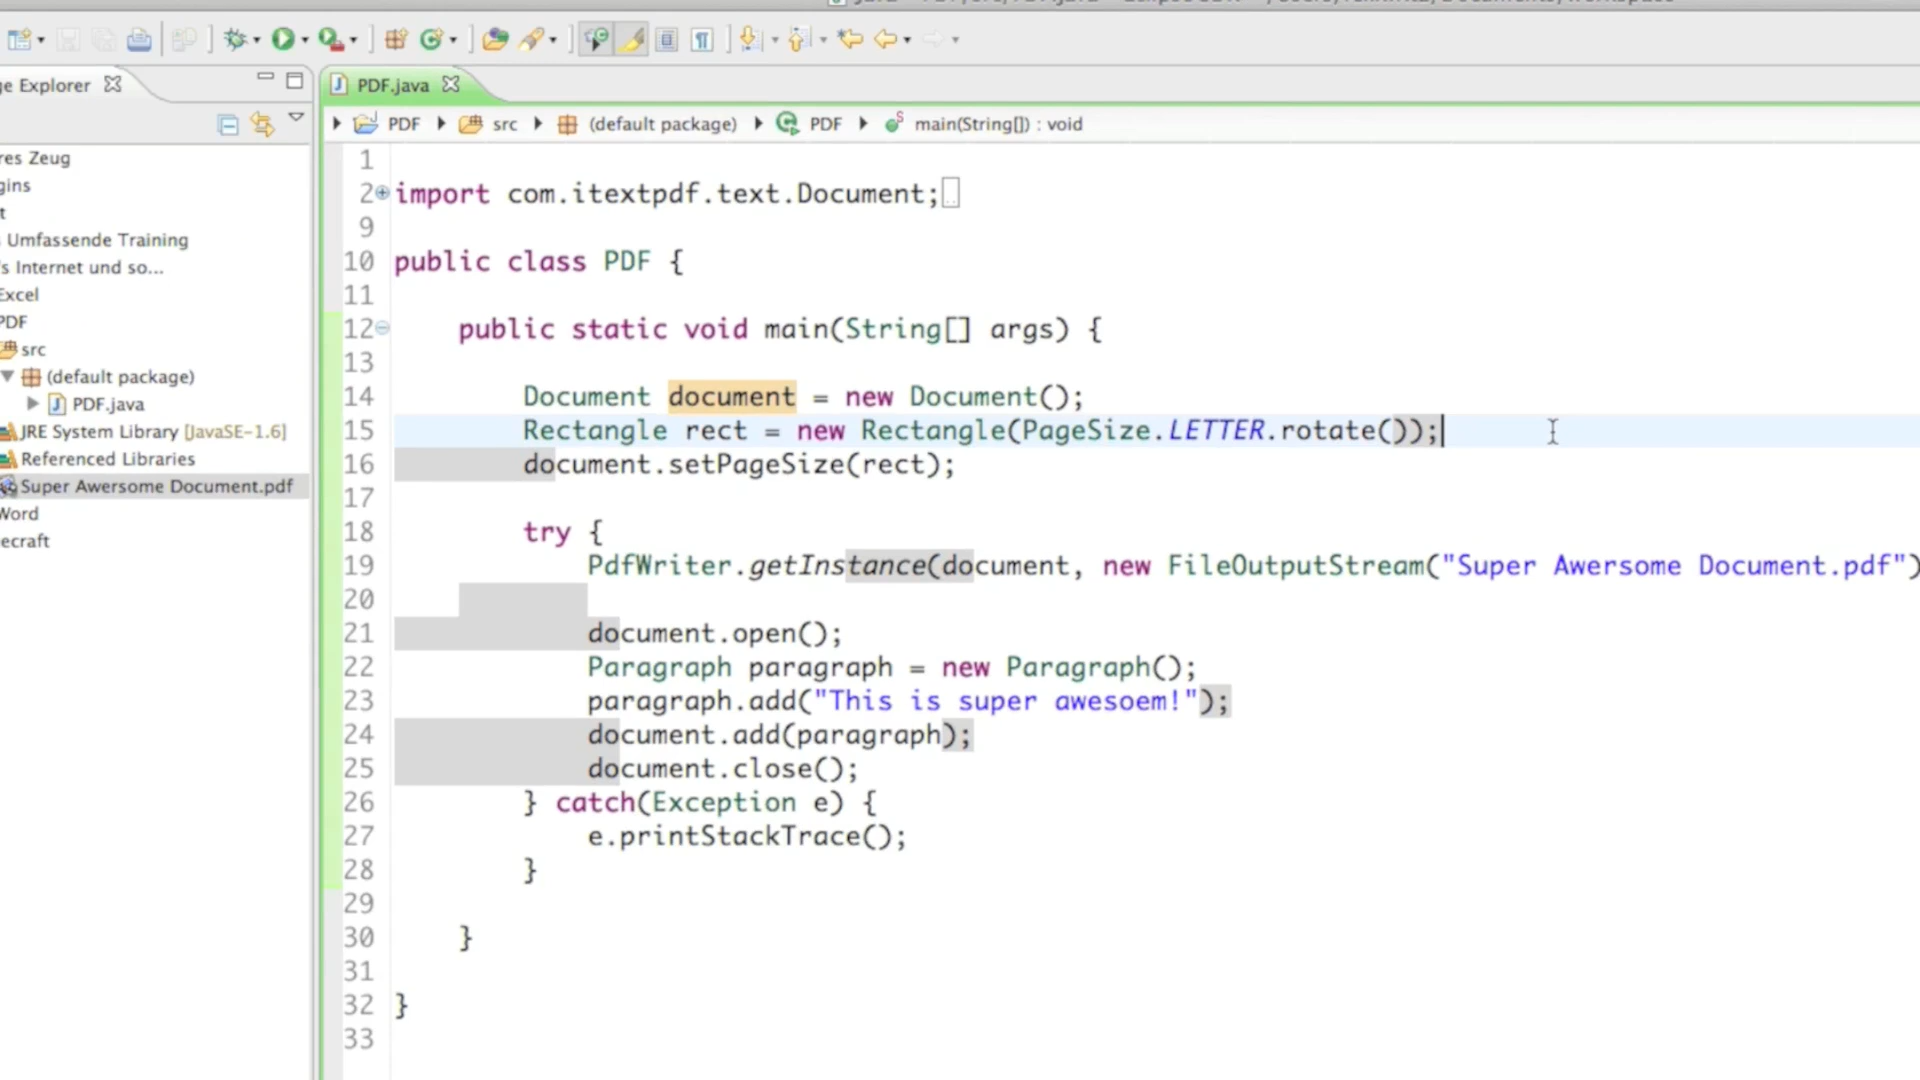 ge Explorer
res Zeug
gins
t
Umfassende Training
's Internet und so...
Excel
PDF
src
(default package)
PDF.java
JRE System Library [JavaSE-1.6]
Referenced Libraries
Super Awersome Document.pdf
Word
ecraft
PDF.java
PDF src (default package) PDF main(String[]) : void
1
2 import com.itextpdf.text.Document;
9
10 public class PDF {
11
12 public static void main(String[] args) {
13
14 Document document = new Document();
15 Rectangle rect = new Rectangle(PageSize.LETTER.rotate());
16 document.setPageSize(rect);
17
18 try {
19 PdfWriter.getInstance(document, new FileOutputStream("Super Awersome Document.pdf")
20
21 document.open();
22 Paragraph paragraph = new Paragraph();
23 paragraph.add("This is super awesoem!");
24 document.add(paragraph);
25 document.close();
26 } catch(Exception e) {
27 e.printStackTrace();
28 }
29
30 }
31
32 }
33